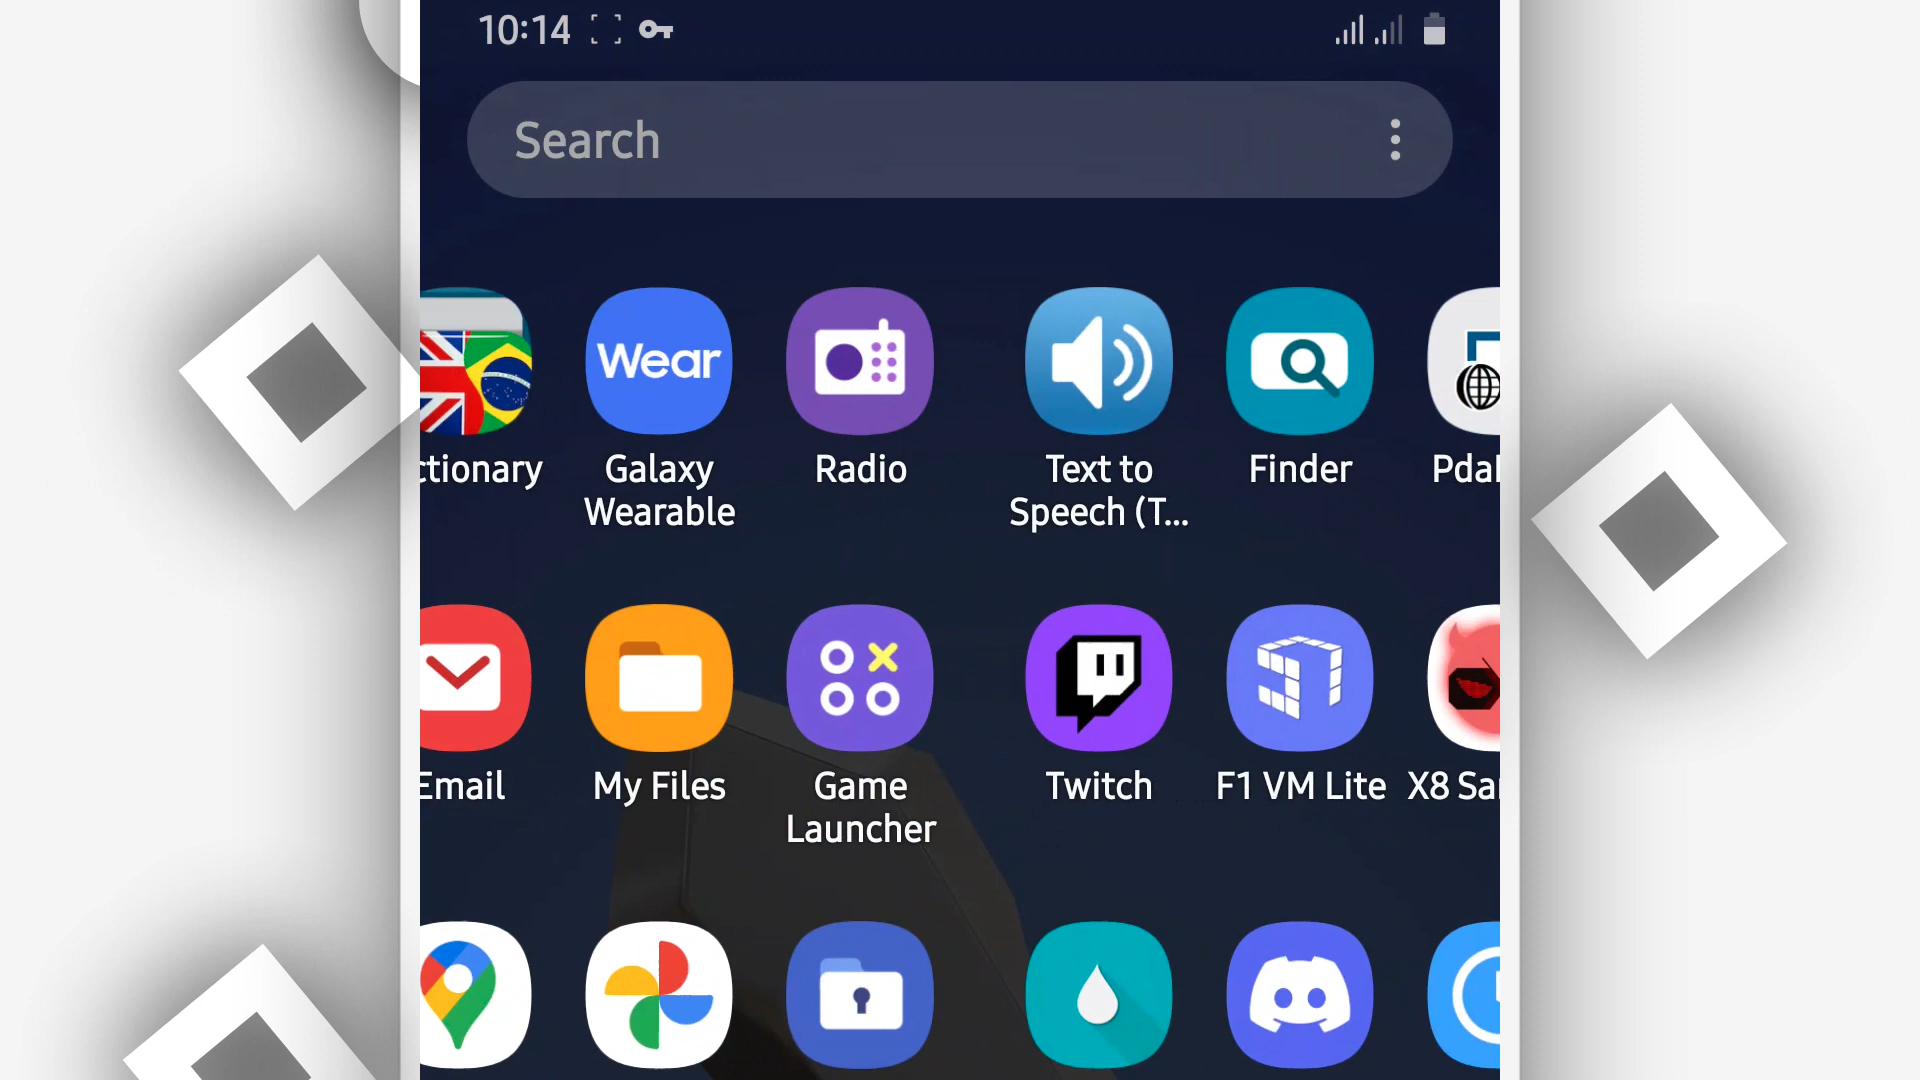 10:14
Search
Wear
ctionary
Galaxy
Wearable
Radio
Text to
Speech (T...
Finder
Pda
Email
My Files
Game
Launcher
Twitch
F1 VM Lite
X8 Sa